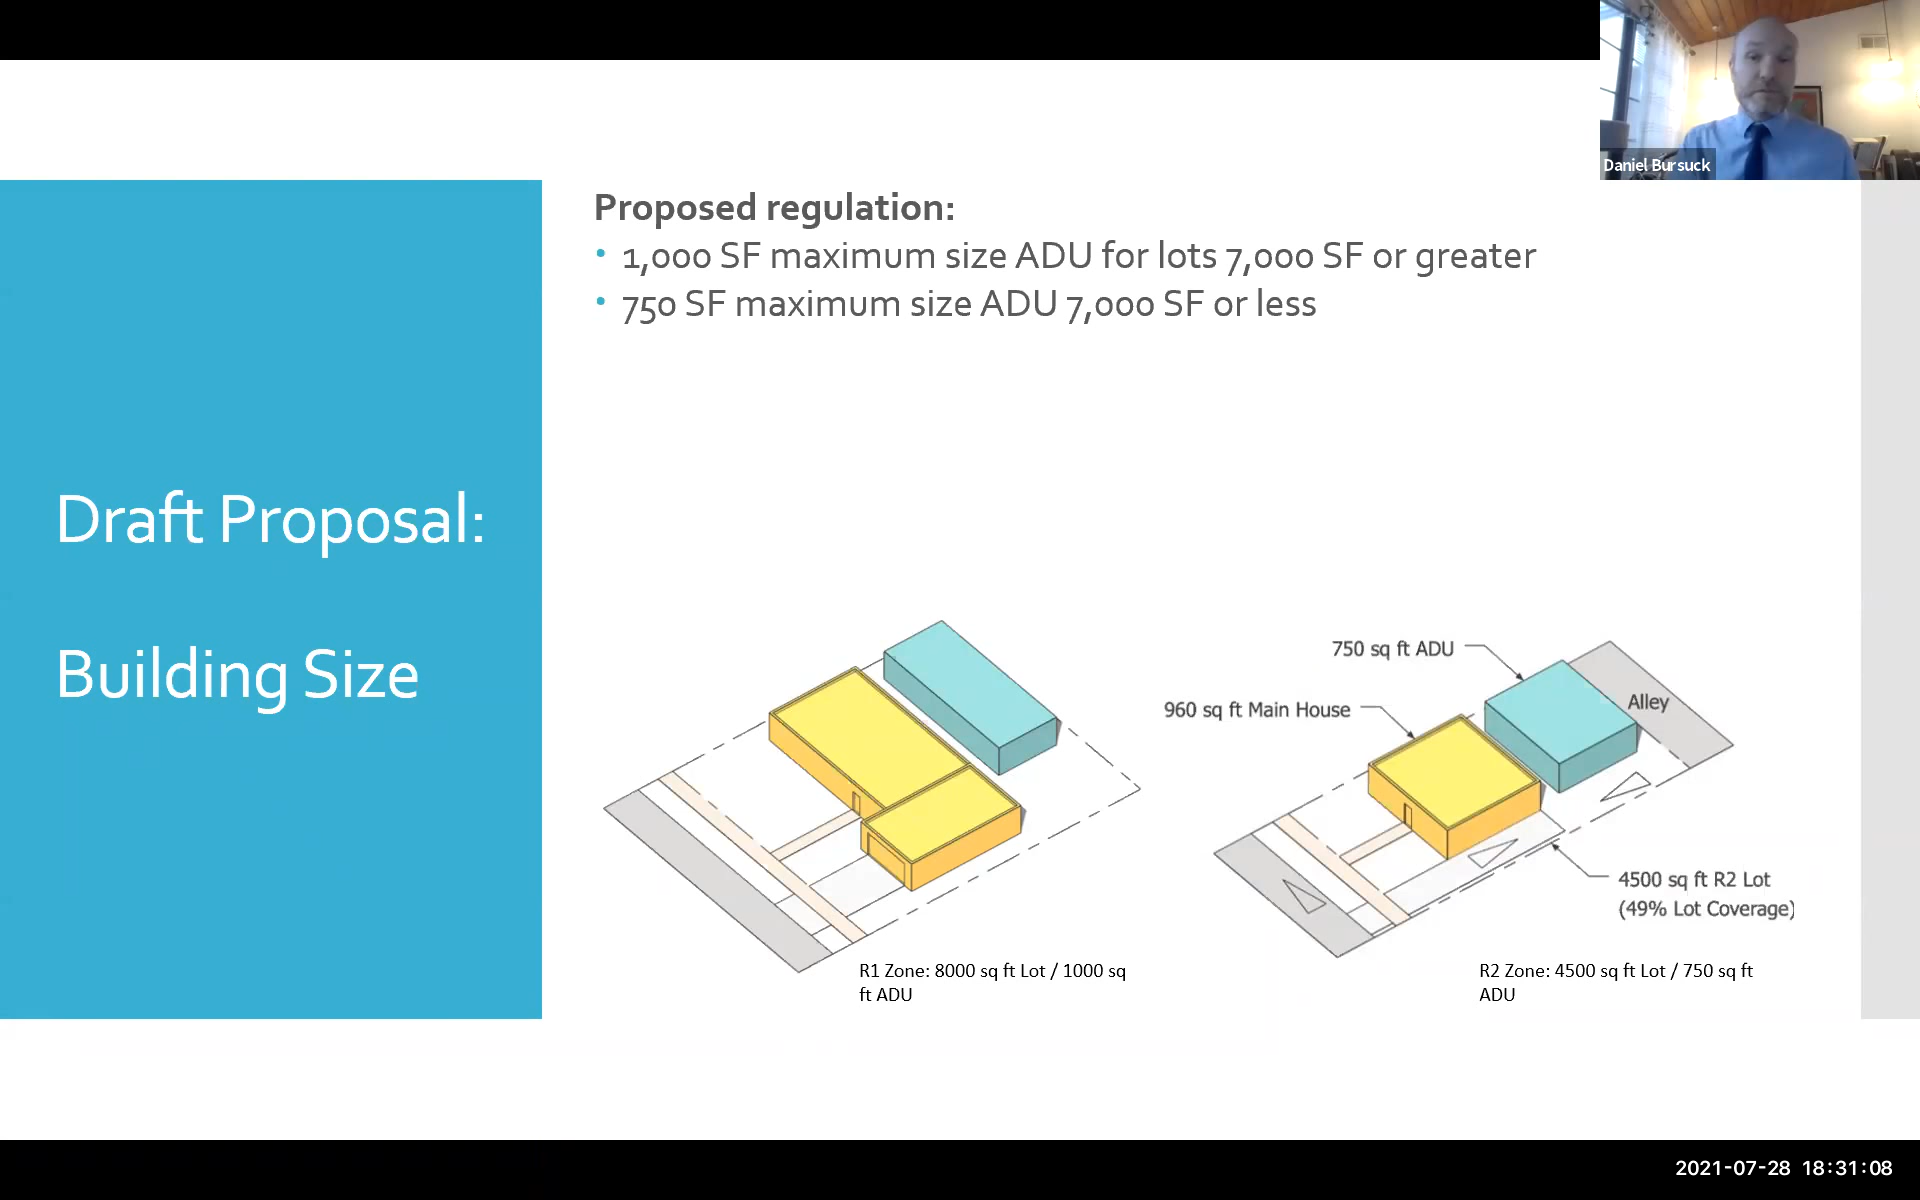 Daniel Bursuck
Proposed regulation:
• 1,000 SF maximum size ADU for lots 7,000 SF or greater
• 750 SF maximum size ADU 7,000 SF or less
Draft Proposal:
Building Size
750 sq ft ADU
960 sq ft Main House
Alley
4500 sq ft R2 Lot
(49% Lot Coverage)
R1 Zone: 8000 sq ft Lot / 1000 sq
ft ADU
R2 Zone: 4500 sq ft Lot / 750 sq ft
ADU
2021-07-28 18:31:08